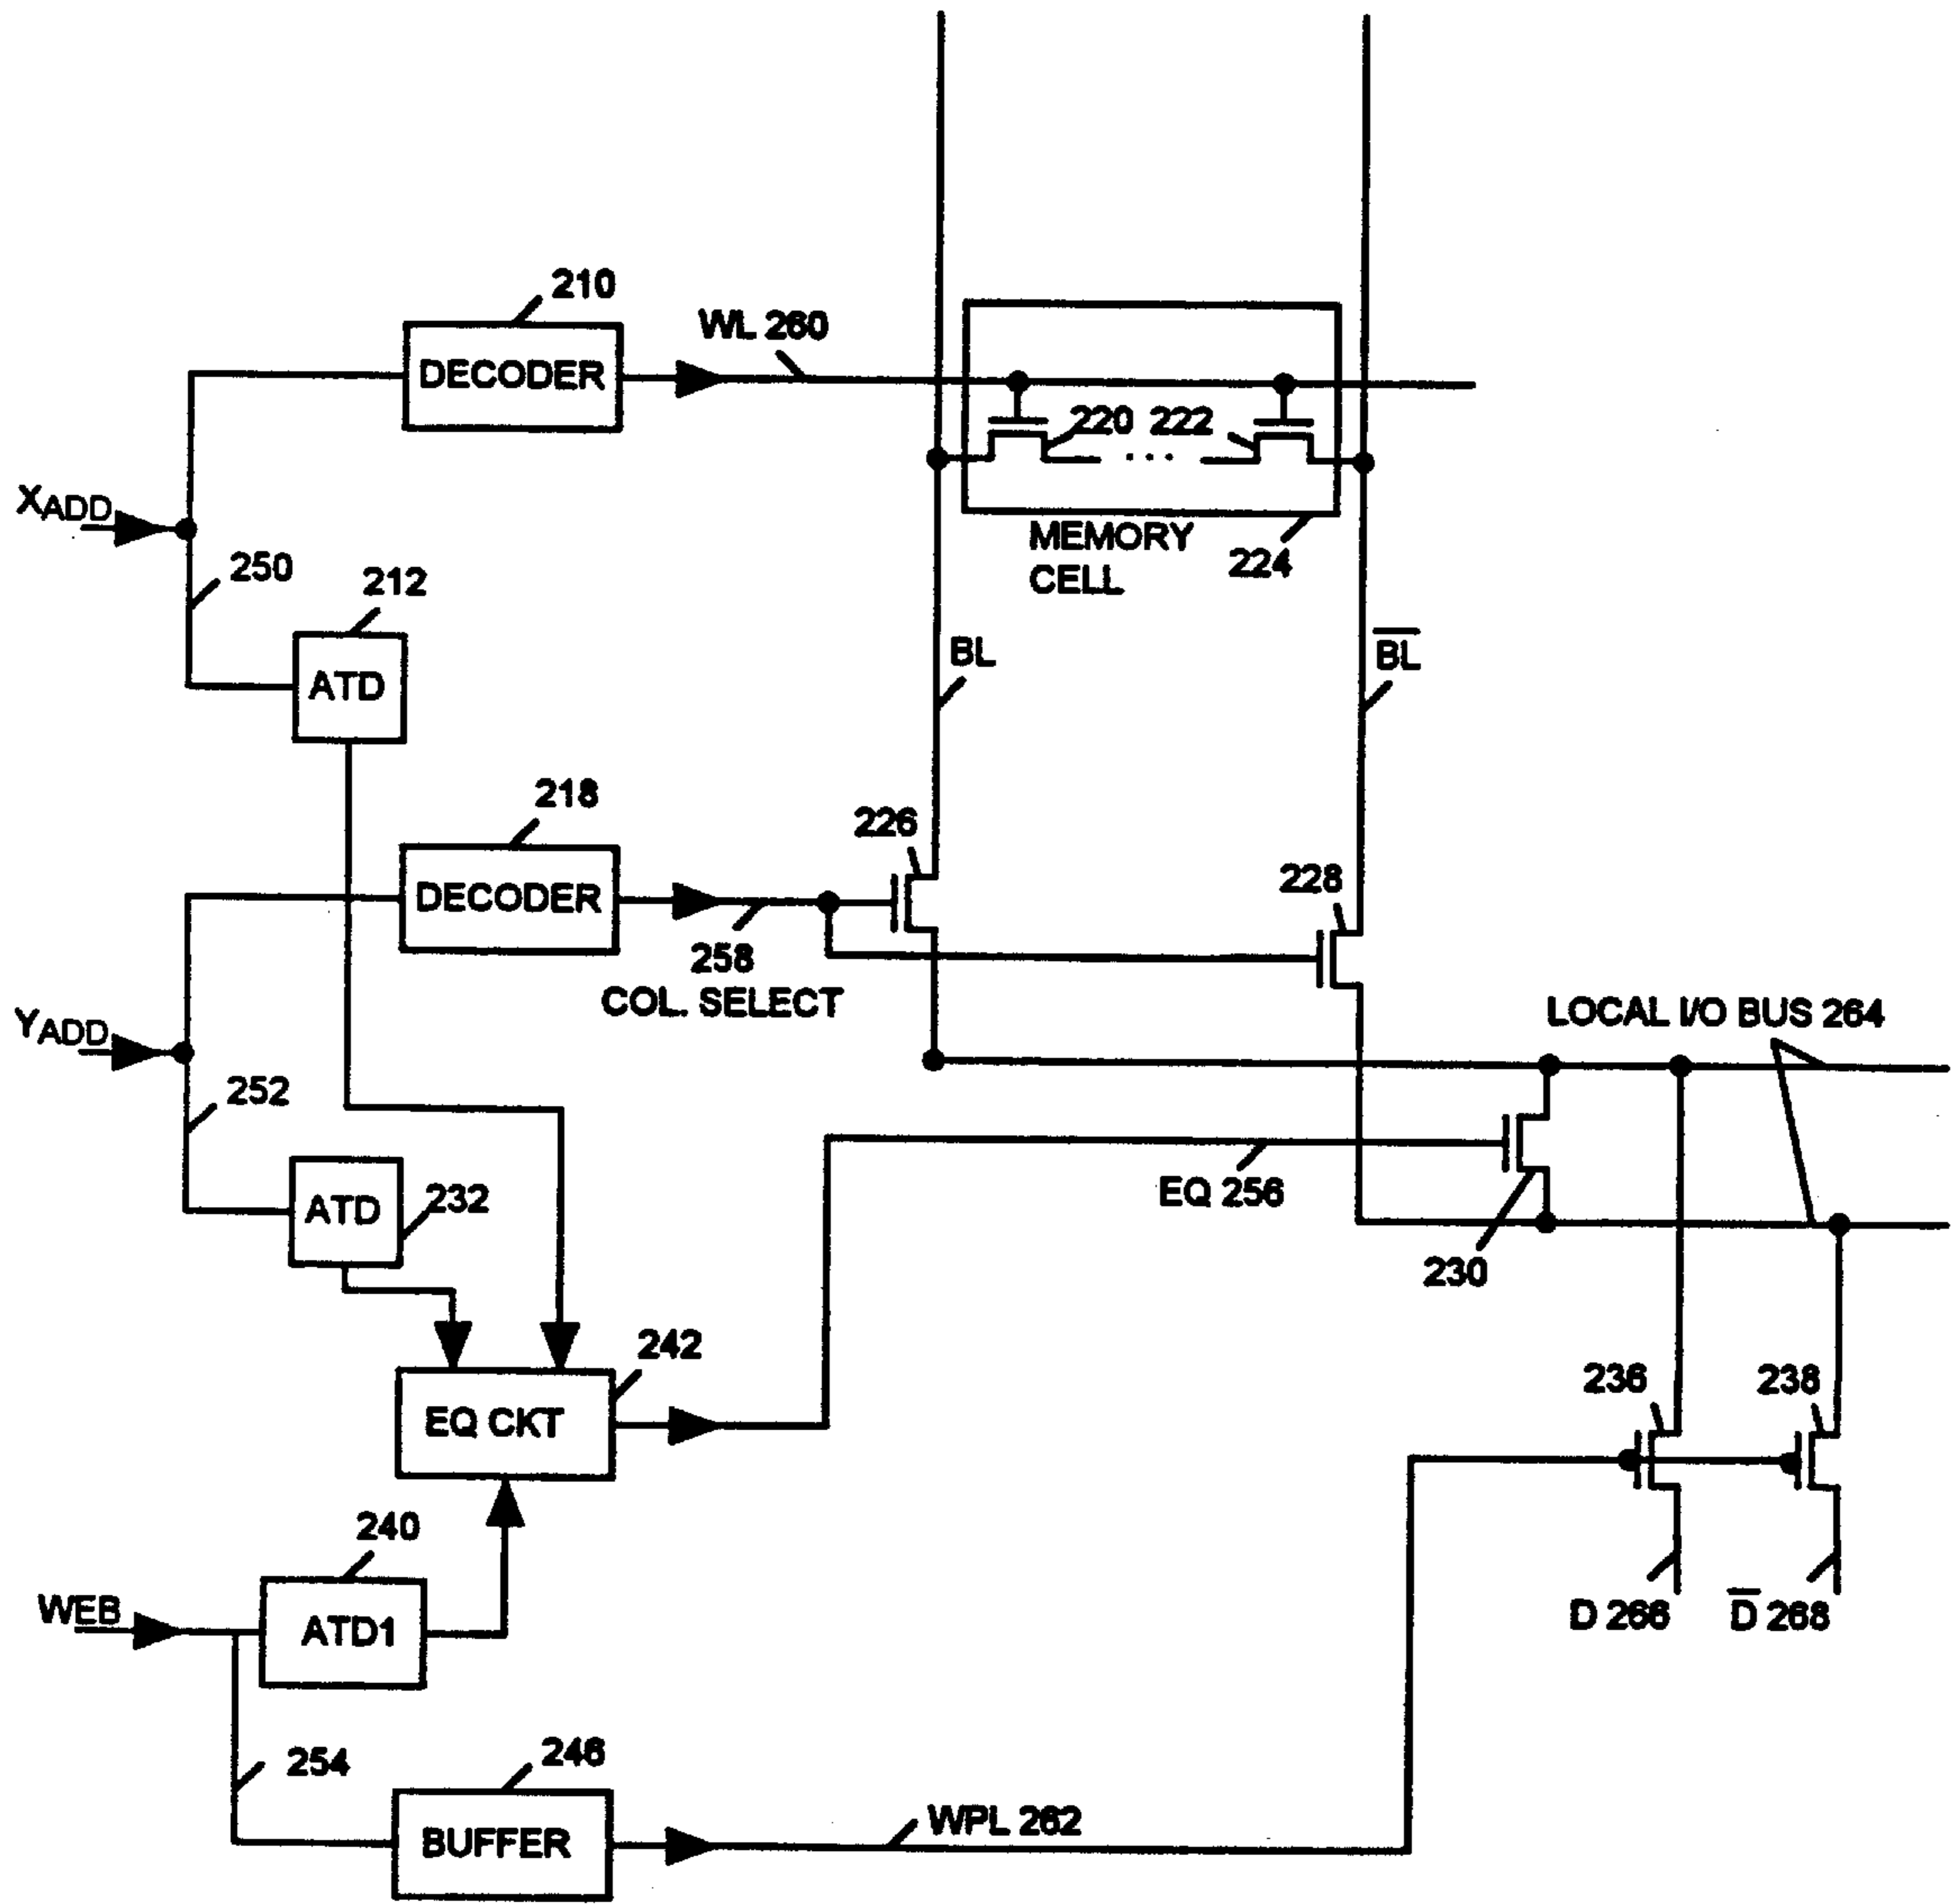 210
DECODER
WL 260
220 222
...
XADD
MEMORY
CELL
224
250
212
ATD
BL
BL
218
DECODER
226
228
258
COL. SELECT
YADD
LOCAL I/O BUS 264
252
ATD
232
EQ 256
230
242
EQ CKT
236
238
240
WEB
ATD1
D 266
D 268
254
246
BUFFER
WPL 262